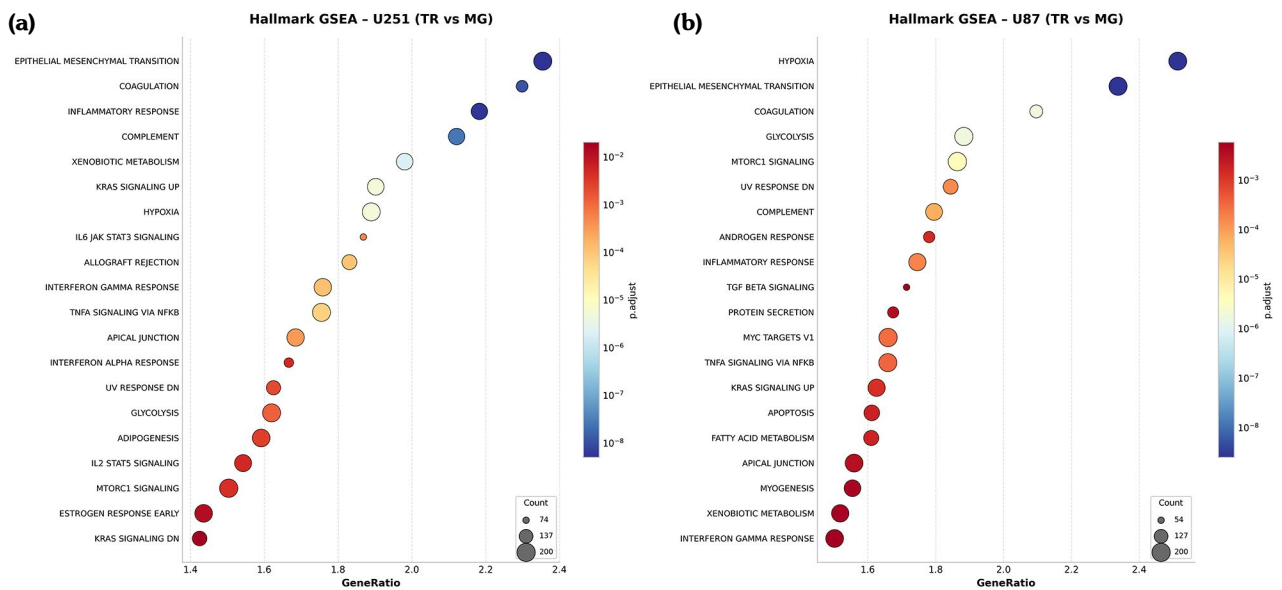 (a)
Hallmark GSEA – U251 (TR vs MG)
EPITHELIAL MESENCHYMAL TRANSITION
COAGULATION
INFLAMMATORY RESPONSE
COMPLEMENT
XENOBIOTIC METABOLISM
KRAS SIGNALING UP
HYPOXIA
IL6 JAK STAT3 SIGNALING
ALLOGRAFT REJECTION
INTERFERON GAMMA RESPONSE
TNFA SIGNALING VIA NFKB
APICAL JUNCTION
INTERFERON ALPHA RESPONSE
UV RESPONSE DN
GLYCOLYSIS
ADIPOGENESIS
IL2 STAT5 SIGNALING
MTORC1 SIGNALING
ESTROGEN RESPONSE EARLY
KRAS SIGNALING DN
1.4 1.6 1.8 2.0 2.2 2.4
GeneRatio
Count
74
137
200
10⁻²
10⁻³
10⁻⁴
10⁻⁵
10⁻⁶
10⁻⁷
10⁻⁸
p.adjust
(b)
Hallmark GSEA – U87 (TR vs MG)
HYPOXIA
EPITHELIAL MESENCHYMAL TRANSITION
COAGULATION
GLYCOLYSIS
MTORC1 SIGNALING
UV RESPONSE DN
COMPLEMENT
ANDROGEN RESPONSE
INFLAMMATORY RESPONSE
TGF BETA SIGNALING
PROTEIN SECRETION
MYC TARGETS V1
TNFA SIGNALING VIA NFKB
KRAS SIGNALING UP
APOPTOSIS
FATTY ACID METABOLISM
APICAL JUNCTION
MYOGENESIS
XENOBIOTIC METABOLISM
INTERFERON GAMMA RESPONSE
1.6 1.8 2.0 2.2 2.4
GeneRatio
Count
54
127
200
10⁻³
10⁻⁴
10⁻⁵
10⁻⁶
10⁻⁷
10⁻⁸
p.adjust